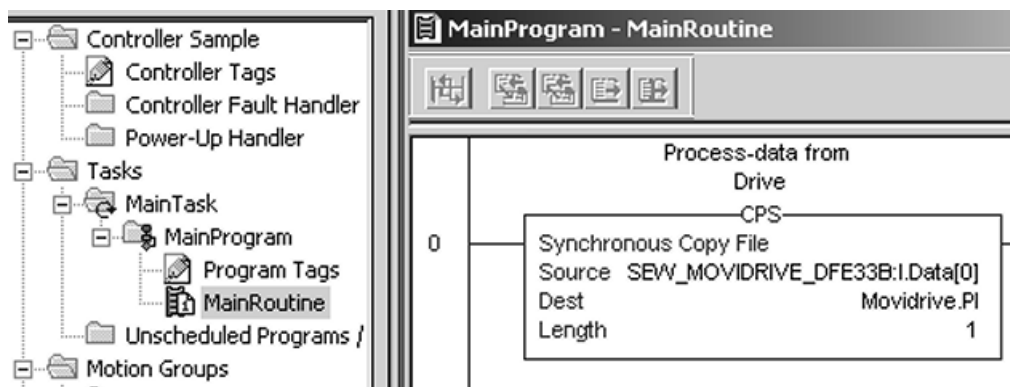 Controller Sample
Controller Tags
Controller Fault Handler
Power-Up Handler
Tasks
MainTask
MainProgram
Program Tags
MainRoutine
Unscheduled Programs /
Motion Groups
MainProgram - MainRoutine
Process-data from
Drive
CPS
0
Synchronous Copy File
Source SEW_MOVIDRIVE_DFE33B:I.Data[0]
Dest Movidrive.PI
Length 1